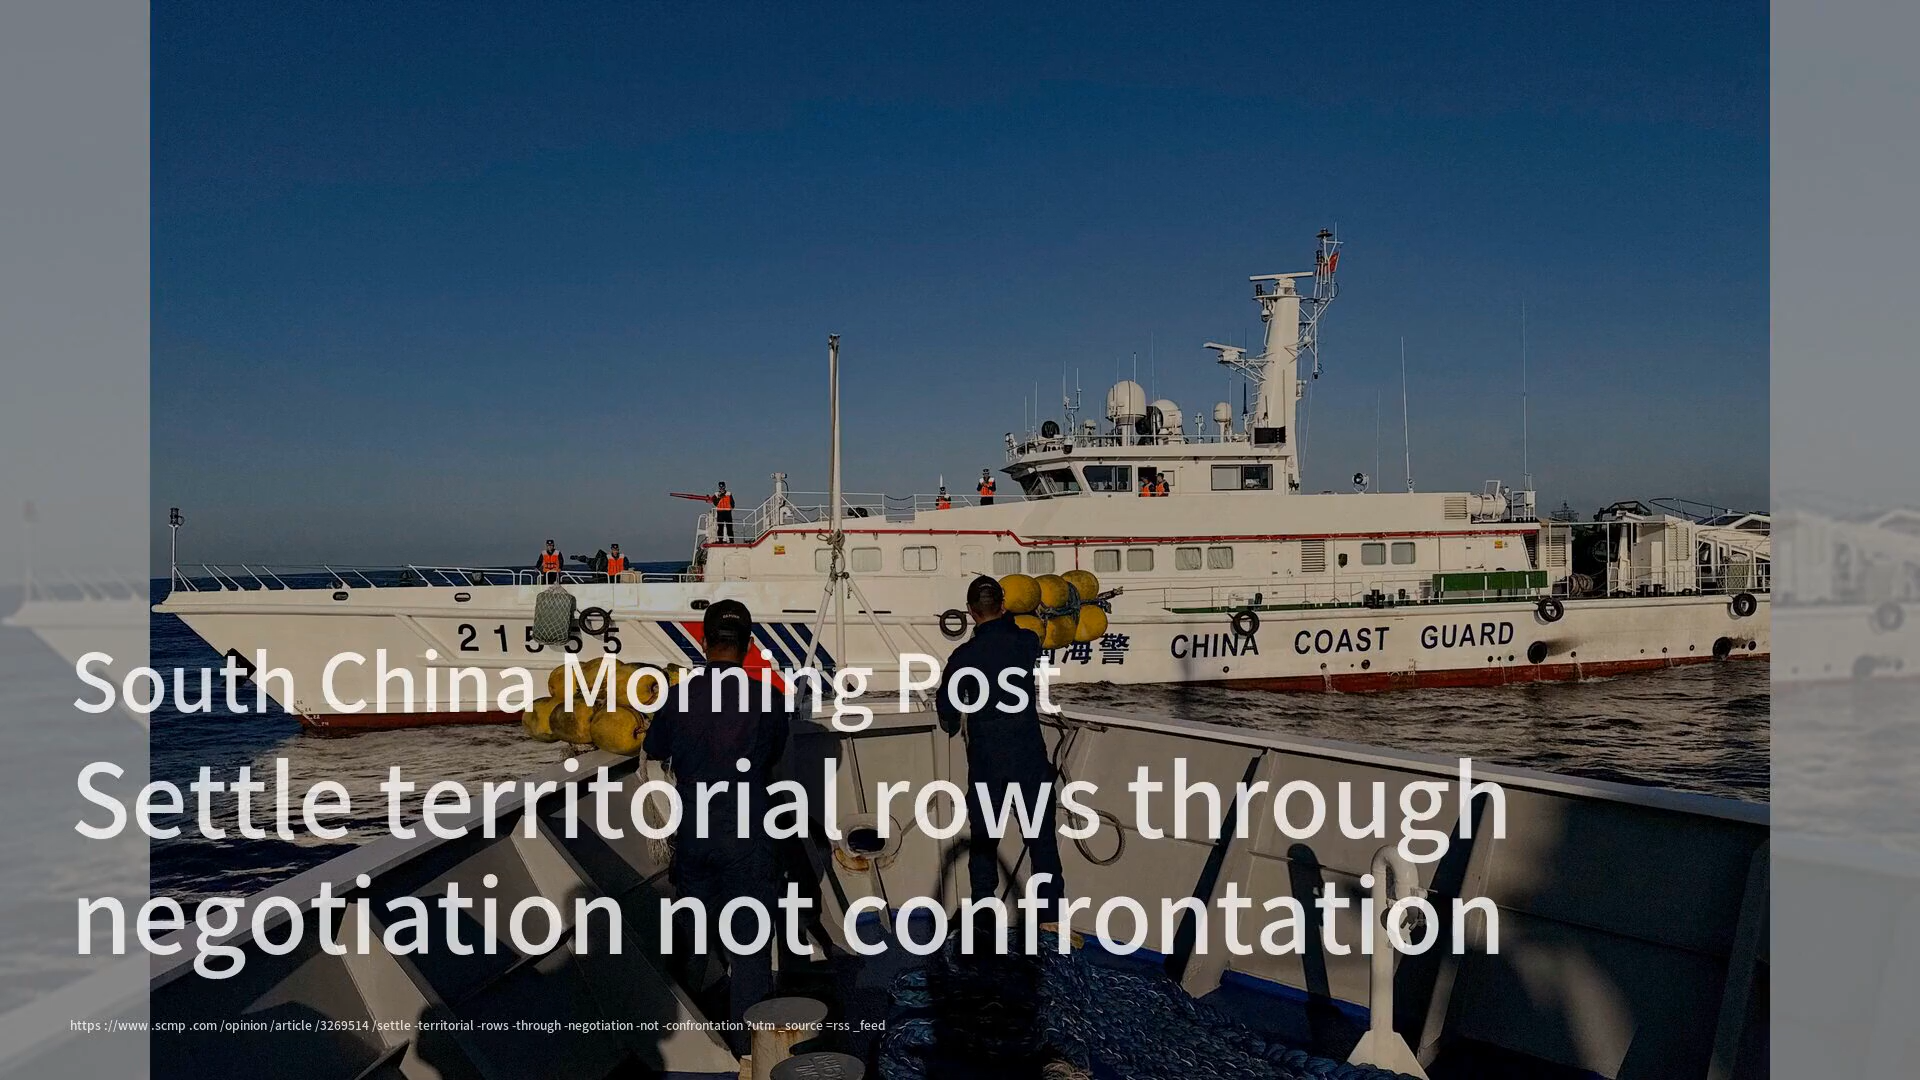 21555
海警 CHINA COAST GUARD
South China Morning Post
Settle territorial rows through
negotiation not confrontation
https://www.scmp.com/opinion/article/3269514/settle-territorial-rows-through-negotiation-not-confrontation?utm_source=rss_feed